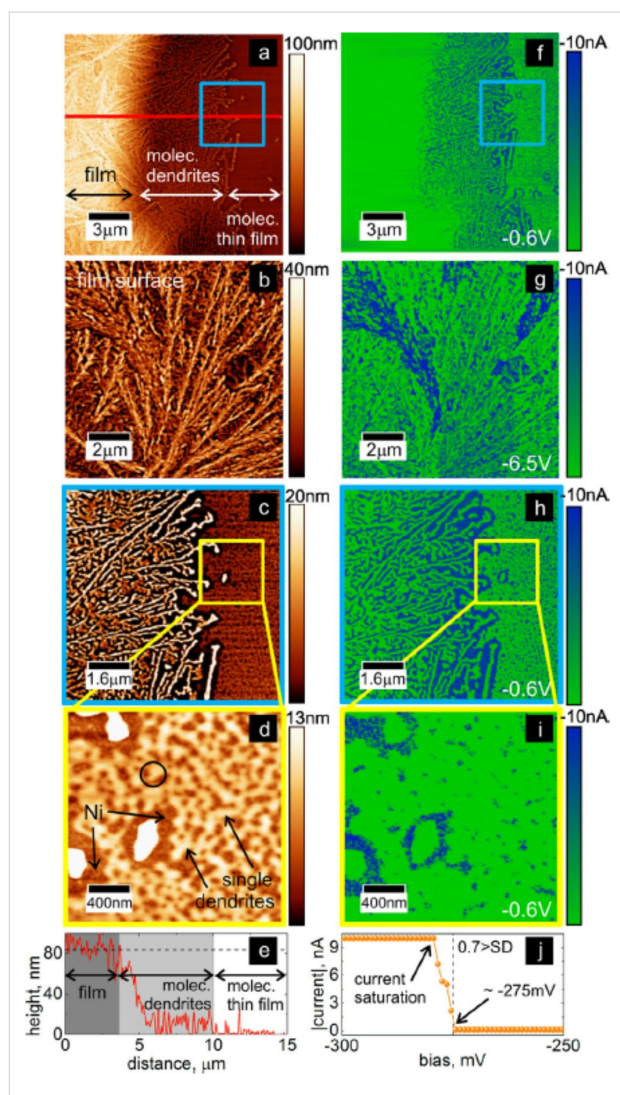 a
100nm
film
molec. dendrites
molec. thin film
3μm
f
-10nA
3μm
-0.6V
b
40nm
film surface
2μm
g
-10nA
2μm
-6.5V
c
20nm
1.6μm
h
-10nA
1.6μm
-0.6V
d
13nm
Ni
single dendrites
400nm
i
-10nA
400nm
-0.6V
e
height, nm
80
40
0
film
molec. dendrites
molec. thin film
0 5 10 15
distance, μm
j
|current|, nA
9
6
3
0
0.7>SD
current saturation
~ -275mV
-300 -250
bias, mV